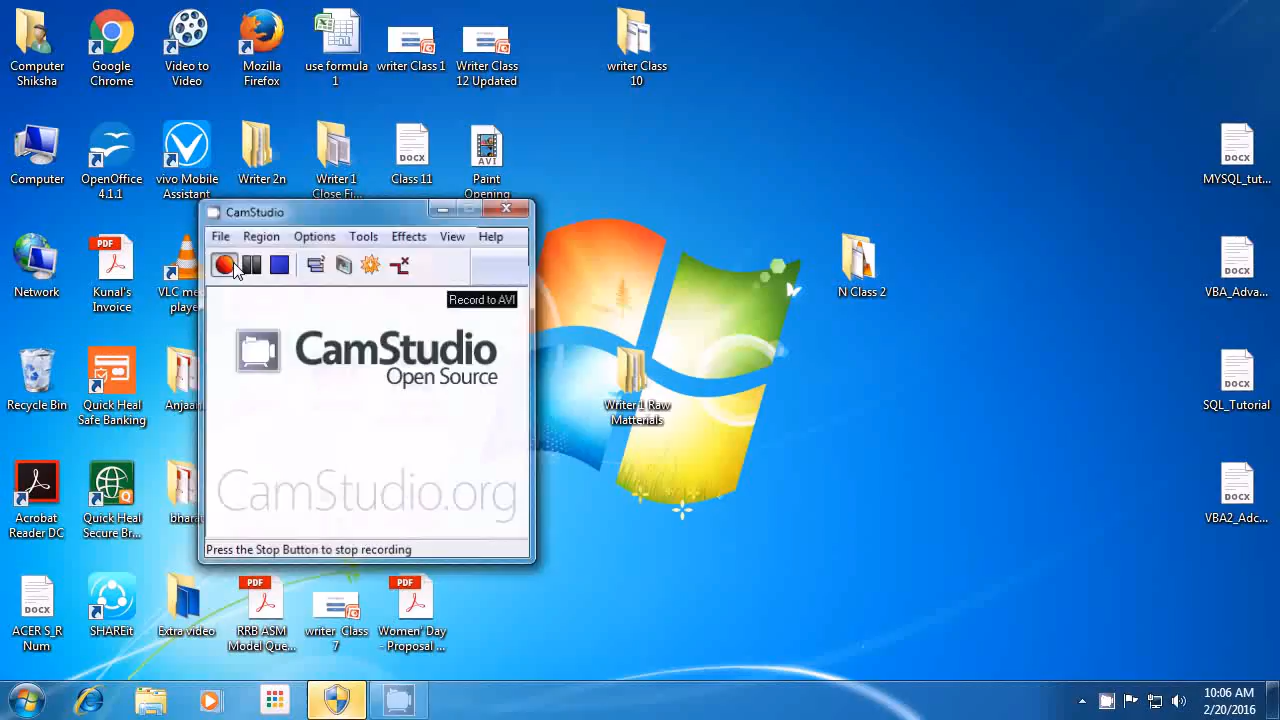 Computer
Shiksha
Google
Chrome
Video to
Video
Mozilla
Firefox
use formula
1
writer Class 1
Writer Class
12 Updated
writer Class
10
Computer
OpenOffice
4.1.1
vivo Mobile
Assistant
Writer 2n
Writer 1
Close Fi...
DOCX
Class 11
AVI
Paint
Opening
DOCX
MYSQL_tut...
CamStudio
File Region Options Tools Effects View Help
Record to AVI
CamStudio
Open Source
CamStudio.org
Press the Stop Button to stop recording
Network
PDF
Kunal's
Invoice
VLC me
playe
N Class 2
DOCX
VBA_Adva...
Recycle Bin
Quick Heal
Safe Banking
Anjaan
Writer 1 Raw
Matterials
DOCX
SQL_Tutorial
Acrobat
Reader DC
Quick Heal
Secure Br...
bharat
DOCX
VBA2_Adc...
DOCX
ACER S_R
Num
SHAREit
Extra video
PDF
RRB ASM
Model Que...
writer Class
7
PDF
Women' Day
- Proposal ...
10:06 AM
2/20/2016